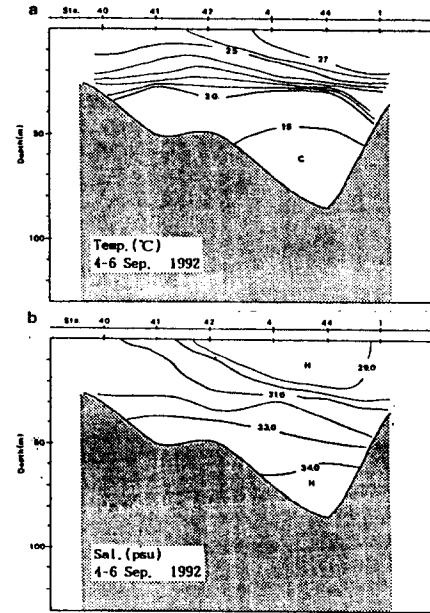 a
Sta. 40 41 42 4 44 1
25
27
20
15
C
50
100
Depth(m)
Temp.(℃)
4-6 Sep. 1992
b
40 41 42 4 44 1
H
29.0
31.0
33.0
34.0
H
50
100
Depth(m)
Sal.(psu)
4-6 Sep. 1992